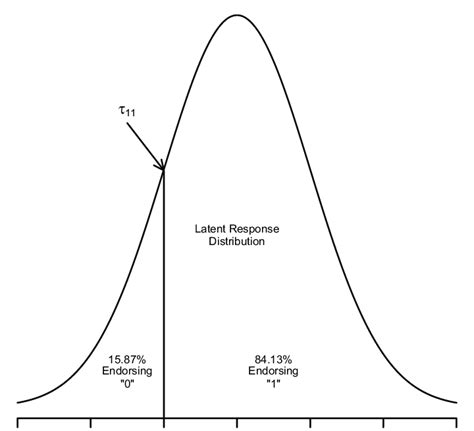 τ11
Latent Response
Distribution
15.87%
Endorsing
"0"
84.13%
Endorsing
"1"